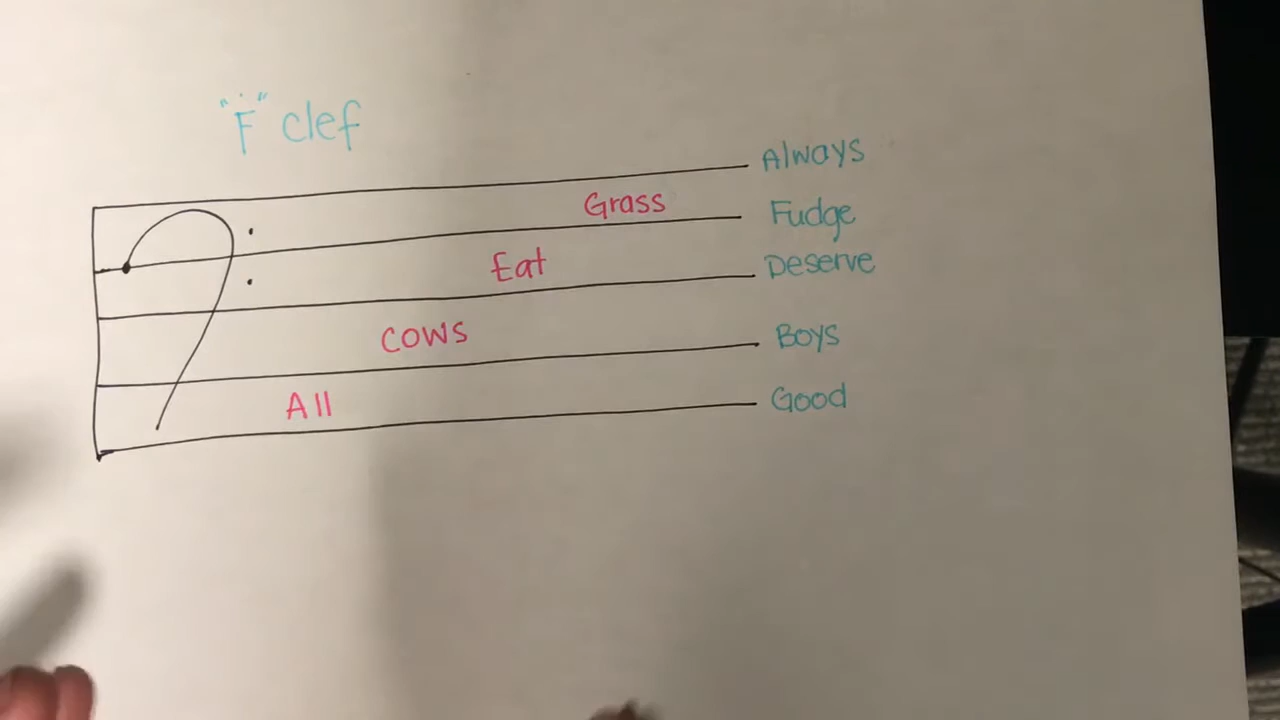 "F" clef
Always
Grass
Fudge
Eat
Deserve
Cows
Boys
All
Good